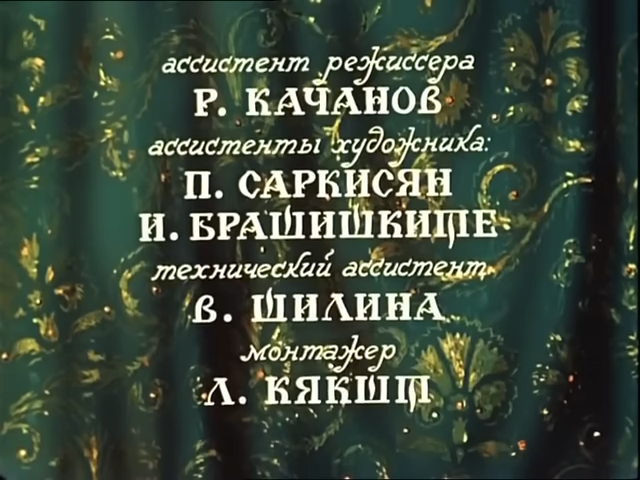 ассистент режиссера
Р. КАЧАНОВ
ассистенты художника:
П. САРКИСЯН
И. БРАШИШКИТЕ
технический ассистент
В. ШИЛИНА
монтажер
Л. КЯКШТ